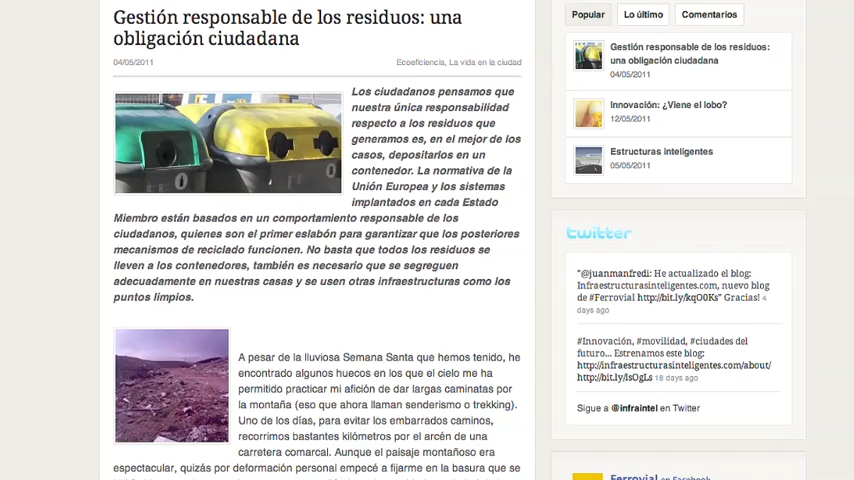 Gestión responsable de los residuos: una
obligación ciudadana
04/05/2011
Ecoeficiencia, La vida en la ciudad
Los ciudadanos pensamos que
nuestra única responsabilidad
respecto a los residuos que
generamos es, en el mejor de los
casos, depositarlos en un
contenedor. La normativa de la
Unión Europea y los sistemas
implantados en cada Estado
Miembro están basados en un comportamiento responsable de los
ciudadanos, quienes son el primer eslabón para garantizar que los posteriores
mecanismos de reciclado funcionen. No basta que todos los residuos se
lleven a los contenedores, también es necesario que se segreguen
adecuadamente en nuestras casas y se usen otras infraestructuras como los
puntos limpios.
A pesar de la lluviosa Semana Santa que hemos tenido, he
encontrado algunos huecos en los que el cielo me ha
permitido practicar mi afición de dar largas caminatas por
la montaña (eso que ahora llaman senderismo o trekking).
Uno de los días, para evitar los embarrados caminos,
recorrimos bastantes kilómetros por el arcén de una
carretera comarcal. Aunque el paisaje montañoso era
espectacular, quizás por deformación personal empecé a fijarme en la basura que se
Popular
Lo último
Comentarios
Gestión responsable de los residuos:
una obligación ciudadana
04/05/2011
Innovación: ¿Viene el lobo?
12/05/2011
Estructuras inteligentes
05/05/2011
twitter
"@juanmanfredi: He actualizado el blog:
Infraestructurasinteligentes.com, nuevo blog
de #Ferrovial http://bit.ly/kqO0Ks" Gracias! 4
days ago
#Innovación, #movilidad, #ciudades del
futuro... Estrenamos este blog:
http://infraestructurasinteligentes.com/about/
http://bit.ly/lsOgLs 18 days ago
Sigue a @infraintel en Twitter
Ferrovial en Facebook